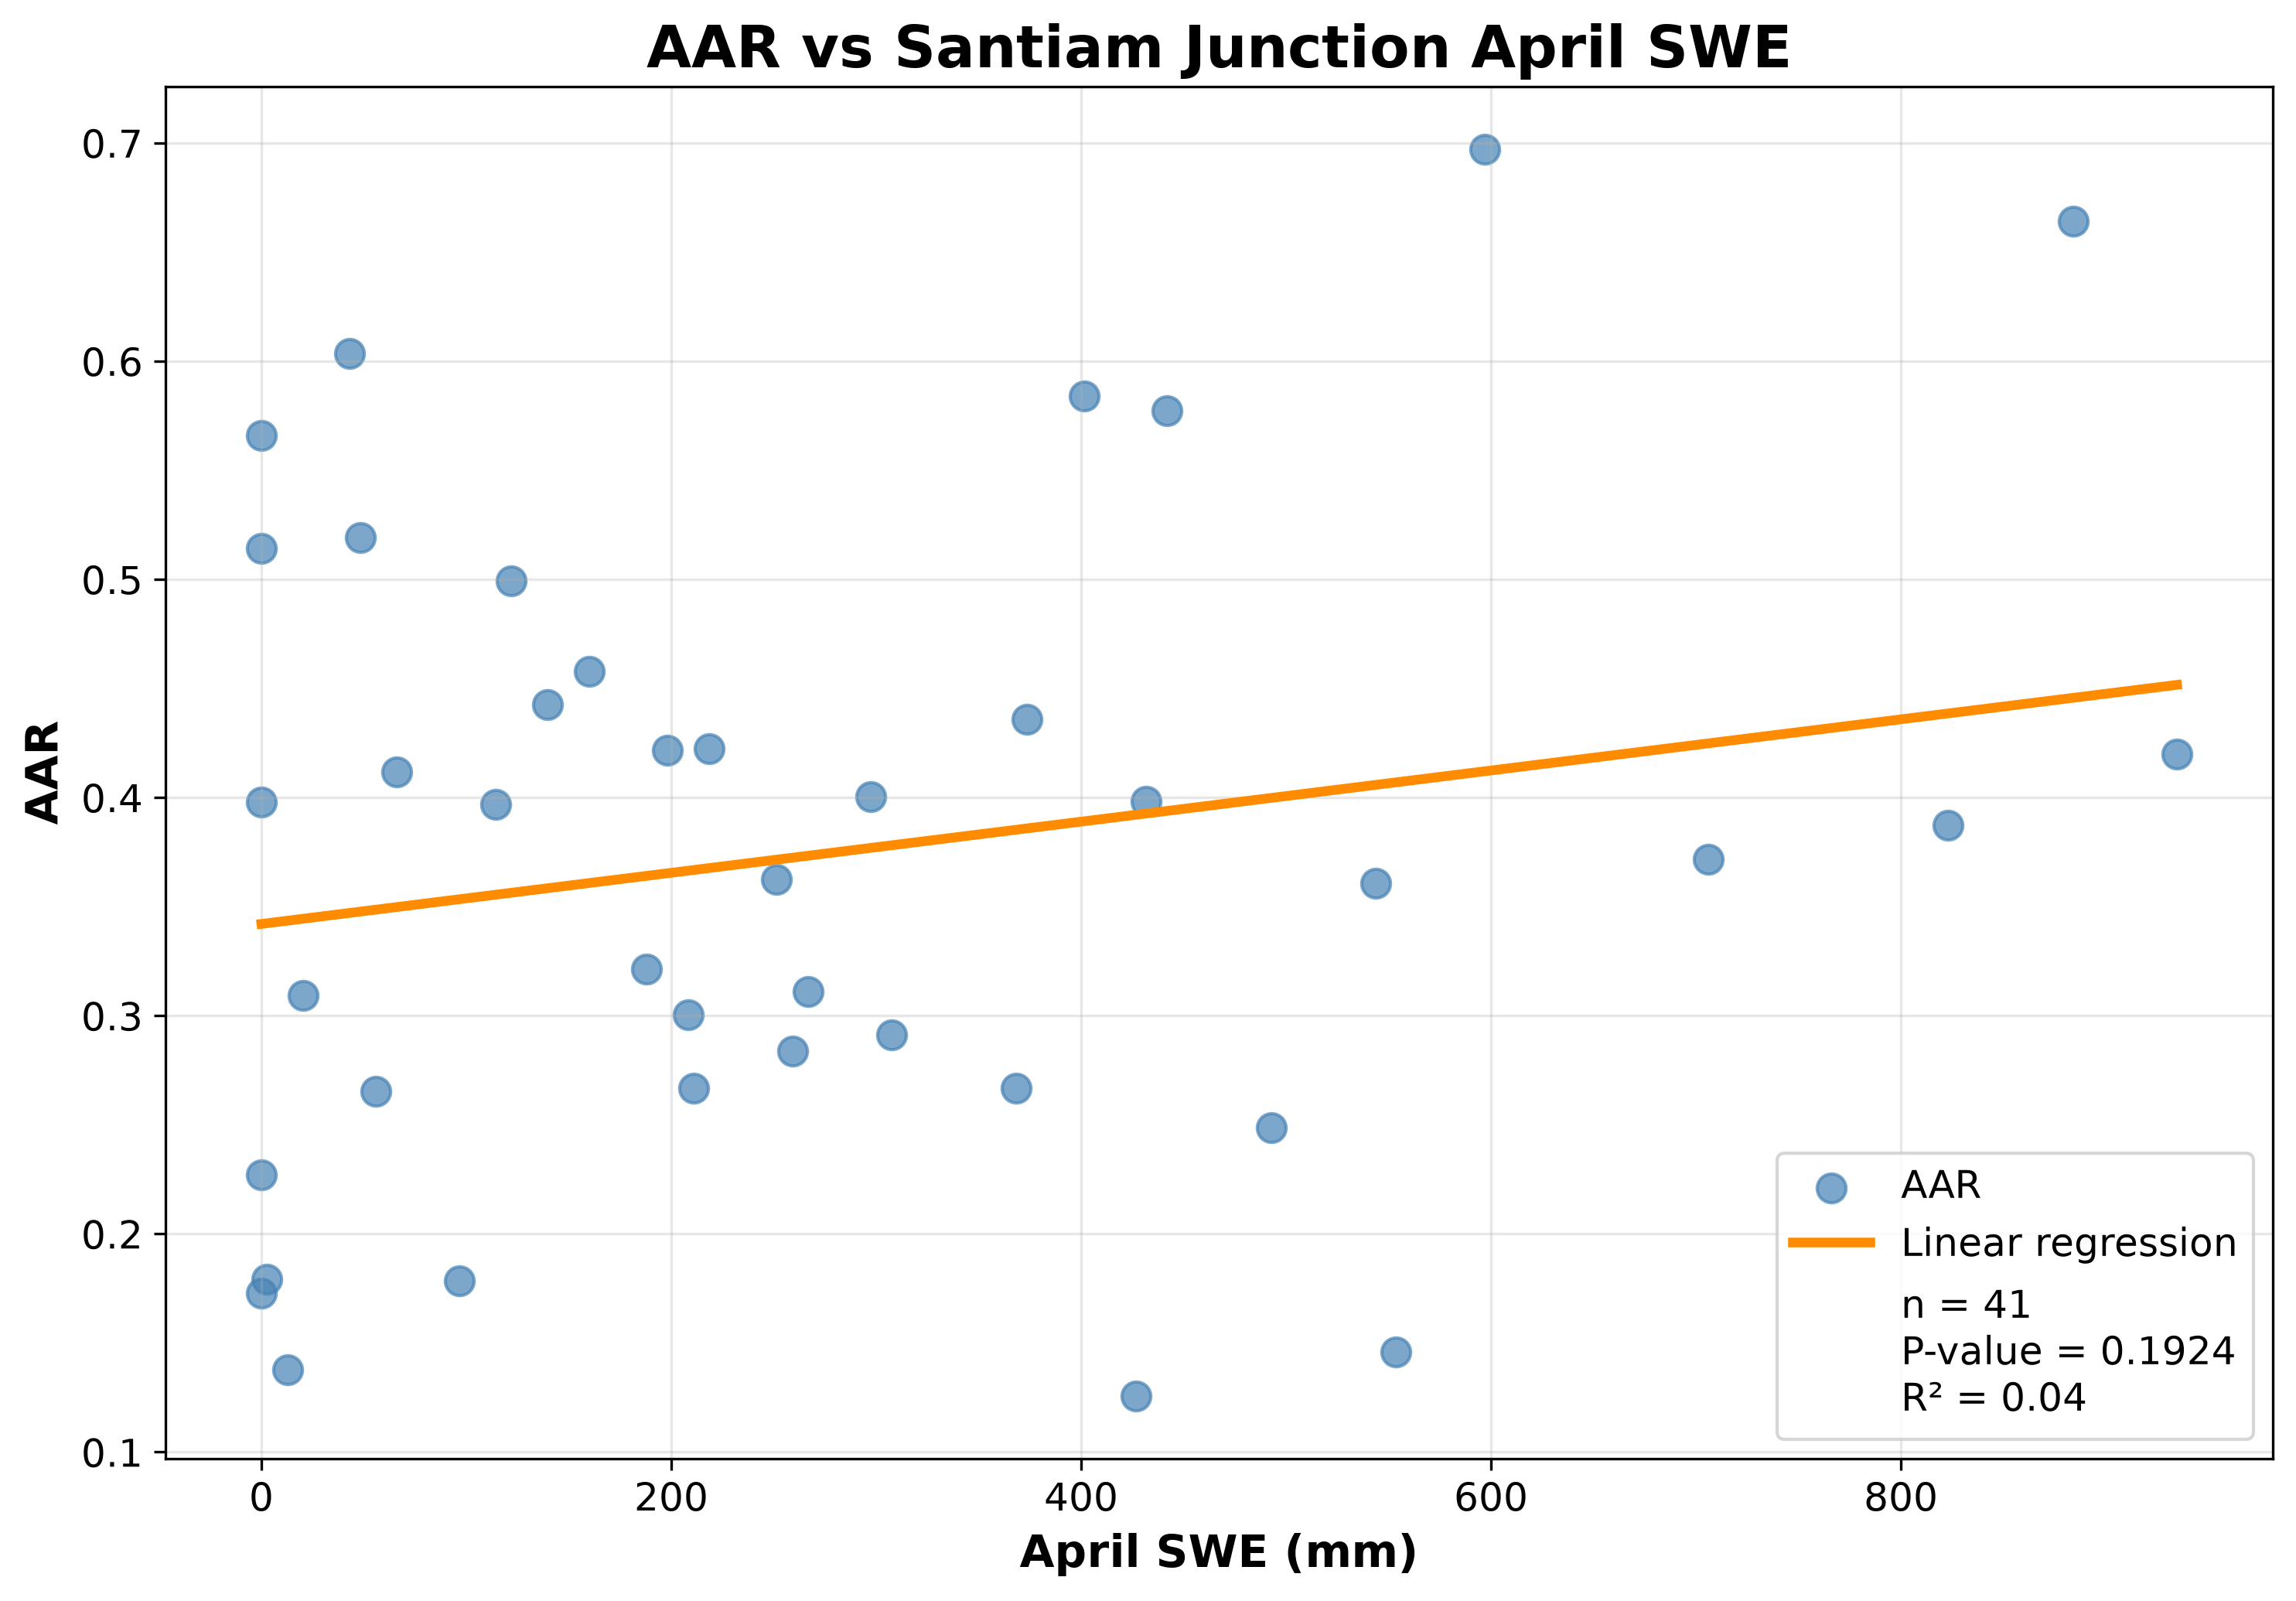 AAR vs Santiam Junction April SWE
0.7
0.6
0.5
0.4
0.3
0.2
0.1
AAR
0
200
400
600
800
April SWE (mm)
AAR
Linear regression
n = 41
P-value = 0.1924
R² = 0.04